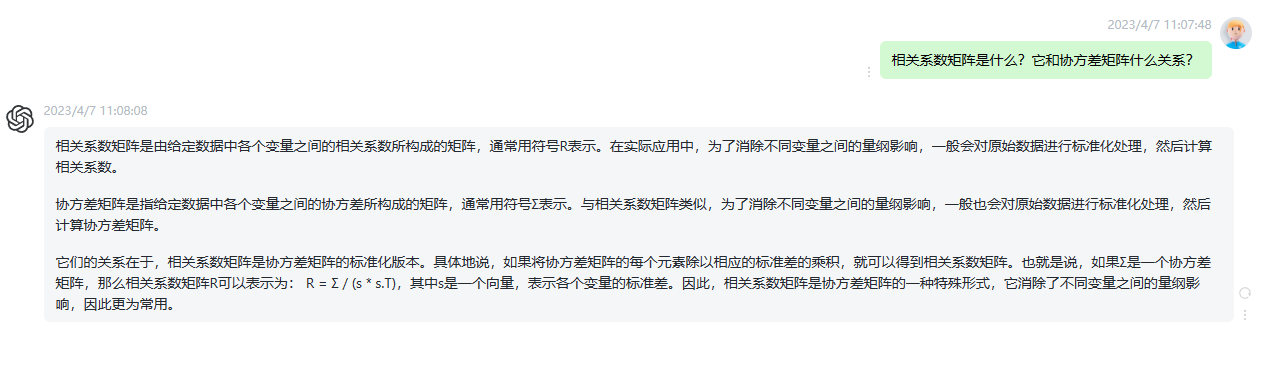 2023/4/7 11:07:48
相关系数矩阵是什么？它和协方差矩阵什么关系？
2023/4/7 11:08:08
相关系数矩阵是由给定数据中各个变量之间的相关系数所构成的矩阵，通常用符号R表示。在实际应用中，为了消除不同变量之间的量纲影响，一般会对原始数据进行标准化处理，然后计算
相关系数。
协方差矩阵是指给定数据中各个变量之间的协方差所构成的矩阵，通常用符号Σ表示。与相关系数矩阵类似，为了消除不同变量之间的量纲影响，一般也会对原始数据进行标准化处理，然后
计算协方差矩阵。
它们的关系在于，相关系数矩阵是协方差矩阵的标准化版本。具体地说，如果将协方差矩阵的每个元素除以相应的标准差的乘积，就可以得到相关系数矩阵。也就是说，如果Σ是一个协方差
矩阵，那么相关系数矩阵R可以表示为： R = Σ / (s * s.T)，其中s是一个向量，表示各个变量的标准差。因此，相关系数矩阵是协方差矩阵的一种特殊形式，它消除了不同变量之间的量纲影
响，因此更为常用。